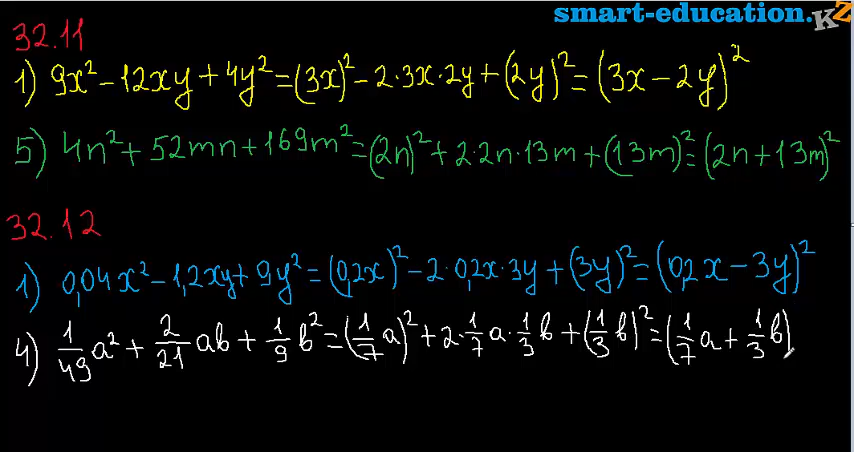 smart-education.KZ
32.11
1) 9x² - 12xy + 4y² = (3x)² - 2·3x·2y + (2y)² = (3x - 2y)²
5) 4n² + 52mn + 169m² = (2n)² + 2·2n·13m + (13m)² = (2n + 13m)²
32.12
1) 0,04x² - 1,2xy + 9y² = (0,2x)² - 2·0,2x·3y + (3y)² = (0,2x - 3y)²
4) 1/49 a² + 2/21 ab + 1/9 b² = (1/7 a)² + 2·1/7 a·1/3 b + (1/3 b)² = (1/7 a + 1/3 b)